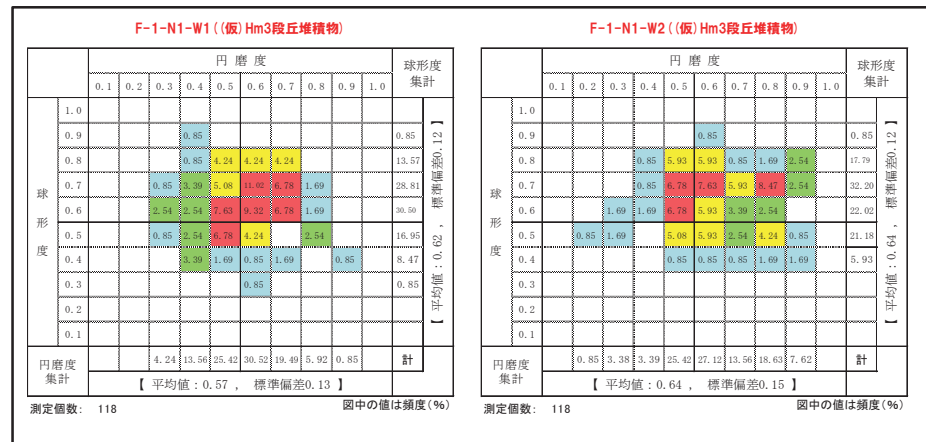 F-1-N1-W1((仮)Hm3段丘堆積物)
円 磨 度
球形度
集計
0.1 0.2 0.3 0.4 0.5 0.6 0.7 0.8 0.9 1.0
球形度
1.0
0.9 0.85 0.85
0.8 0.85 4.24 4.24 4.24 13.57
0.7 0.85 3.39 5.08 11.02 6.78 1.69 28.81
0.6 2.54 2.54 7.63 9.32 6.78 1.69 30.50
0.5 0.85 2.54 6.78 4.24 2.54 16.95
0.4 3.39 1.69 0.85 1.69 0.85 8.47
0.3 0.85 0.85
0.2
0.1
【 平均値:0.62 , 標準偏差0.12 】
円磨度
集計
4.24 13.56 25.42 30.52 19.49 5.92 0.85 計
【 平均値:0.57 , 標準偏差0.13 】
測定個数: 118
図中の値は頻度(%)
F-1-N1-W2((仮)Hm3段丘堆積物)
円 磨 度
球形度
集計
0.1 0.2 0.3 0.4 0.5 0.6 0.7 0.8 0.9 1.0
球形度
1.0
0.9 0.85 0.85
0.8 0.85 5.93 5.93 0.85 1.69 2.54 17.79
0.7 0.85 6.78 7.63 5.93 8.47 2.54 32.20
0.6 1.69 1.69 6.78 5.93 3.39 2.54 22.02
0.5 0.85 1.69 5.08 5.93 2.54 4.24 0.85 21.18
0.4 0.85 0.85 0.85 1.69 1.69 5.93
0.3
0.2
0.1
【 平均値:0.64 , 標準偏差0.12 】
円磨度
集計
0.85 3.38 3.39 25.42 27.12 13.56 18.63 7.62 計
【 平均値:0.64 , 標準偏差0.15 】
測定個数: 118
図中の値は頻度(%)